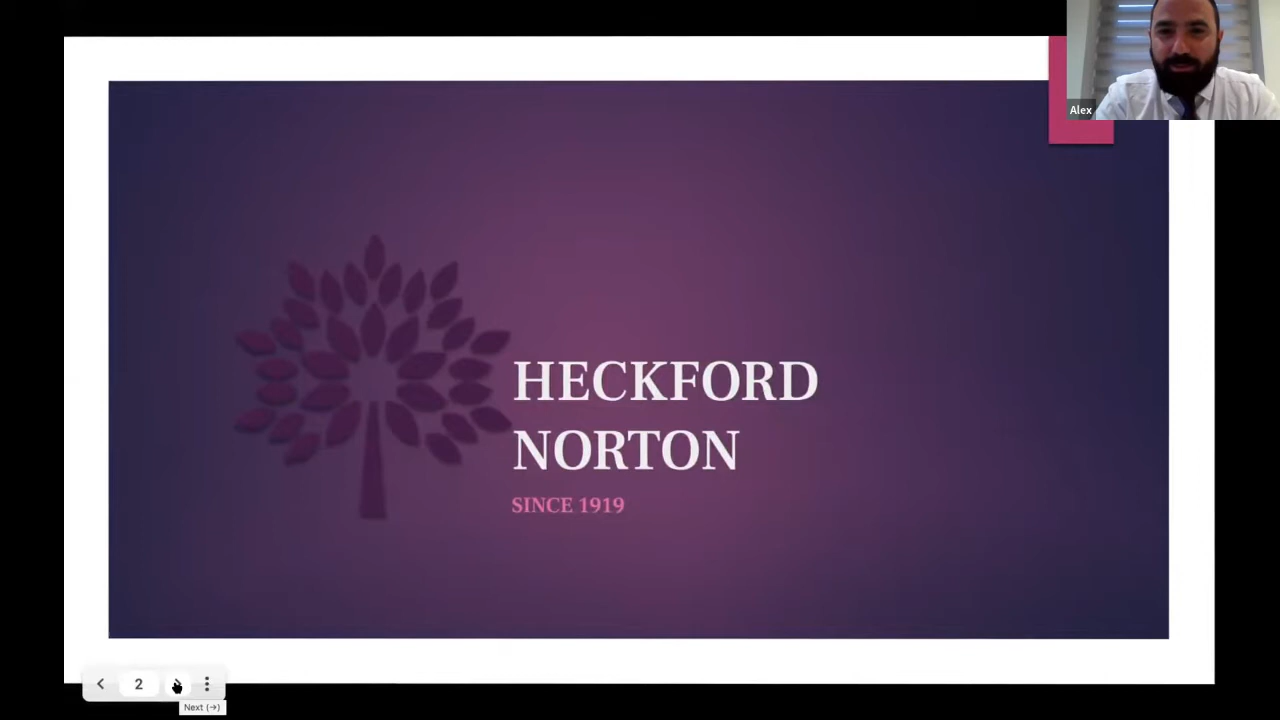 Alex
HECKFORD
NORTON
SINCE 1919
2
Next (→)